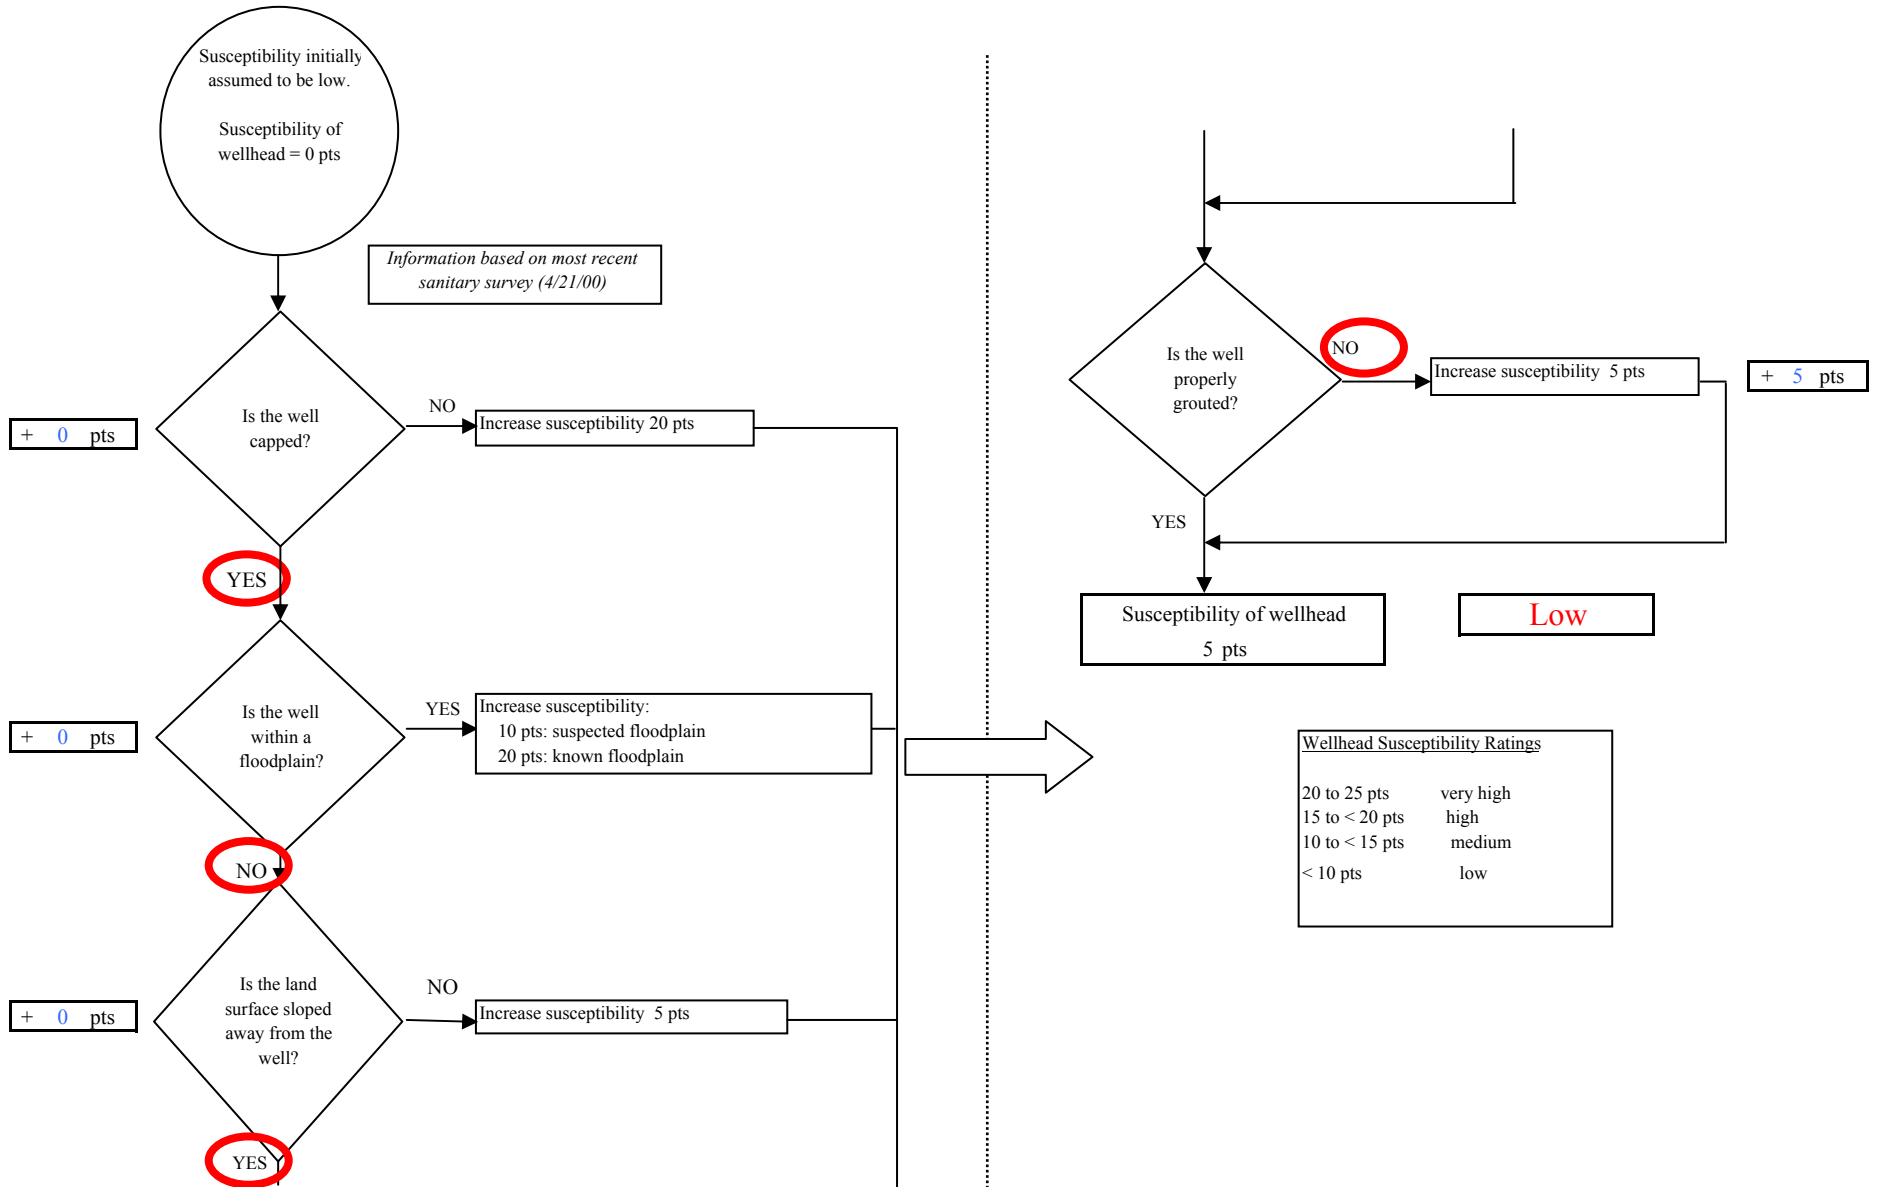 Susceptibility initially
assumed to be low.
Susceptibility of
wellhead = 0 pts
Information based on most recent
sanitary survey (4/21/00)
+ 0 pts
Is the well
capped?
NO
Increase susceptibility 20 pts
YES
+ 0 pts
Is the well
within a
floodplain?
YES
Increase susceptibility:
10 pts: suspected floodplain
20 pts: known floodplain
NO
+ 0 pts
Is the land
surface sloped
away from the
well?
NO
Increase susceptibility 5 pts
YES
Is the well
properly
grouted?
NO
Increase susceptibility 5 pts
+ 5 pts
YES
Susceptibility of wellhead
5 pts
Low
Wellhead Susceptibility Ratings
20 to 25 pts very high
15 to < 20 pts high
10 to < 15 pts medium
< 10 pts low